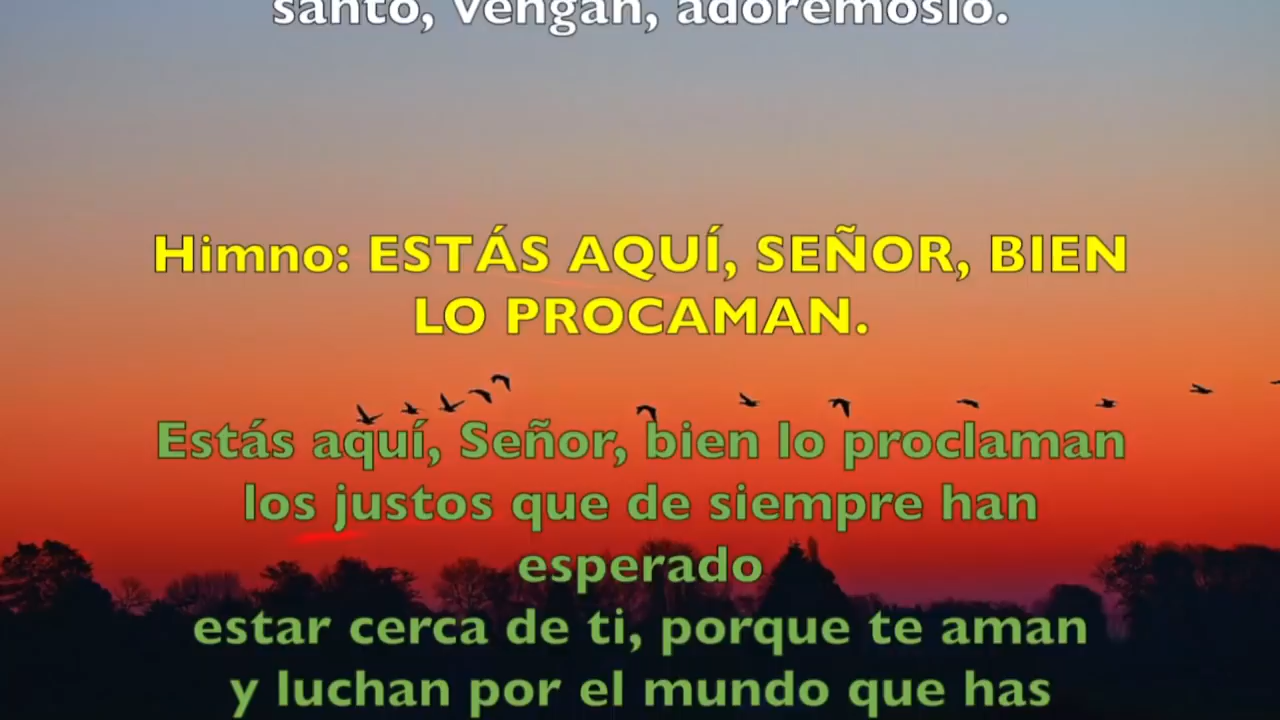 santo, vengan, adorémoslo.
Himno: ESTÁS AQUÍ, SEÑOR, BIEN
LO PROCAMAN.
Estás aquí, Señor, bien lo proclaman
los justos que de siempre han
esperado
estar cerca de ti, porque te aman
y luchan por el mundo que has